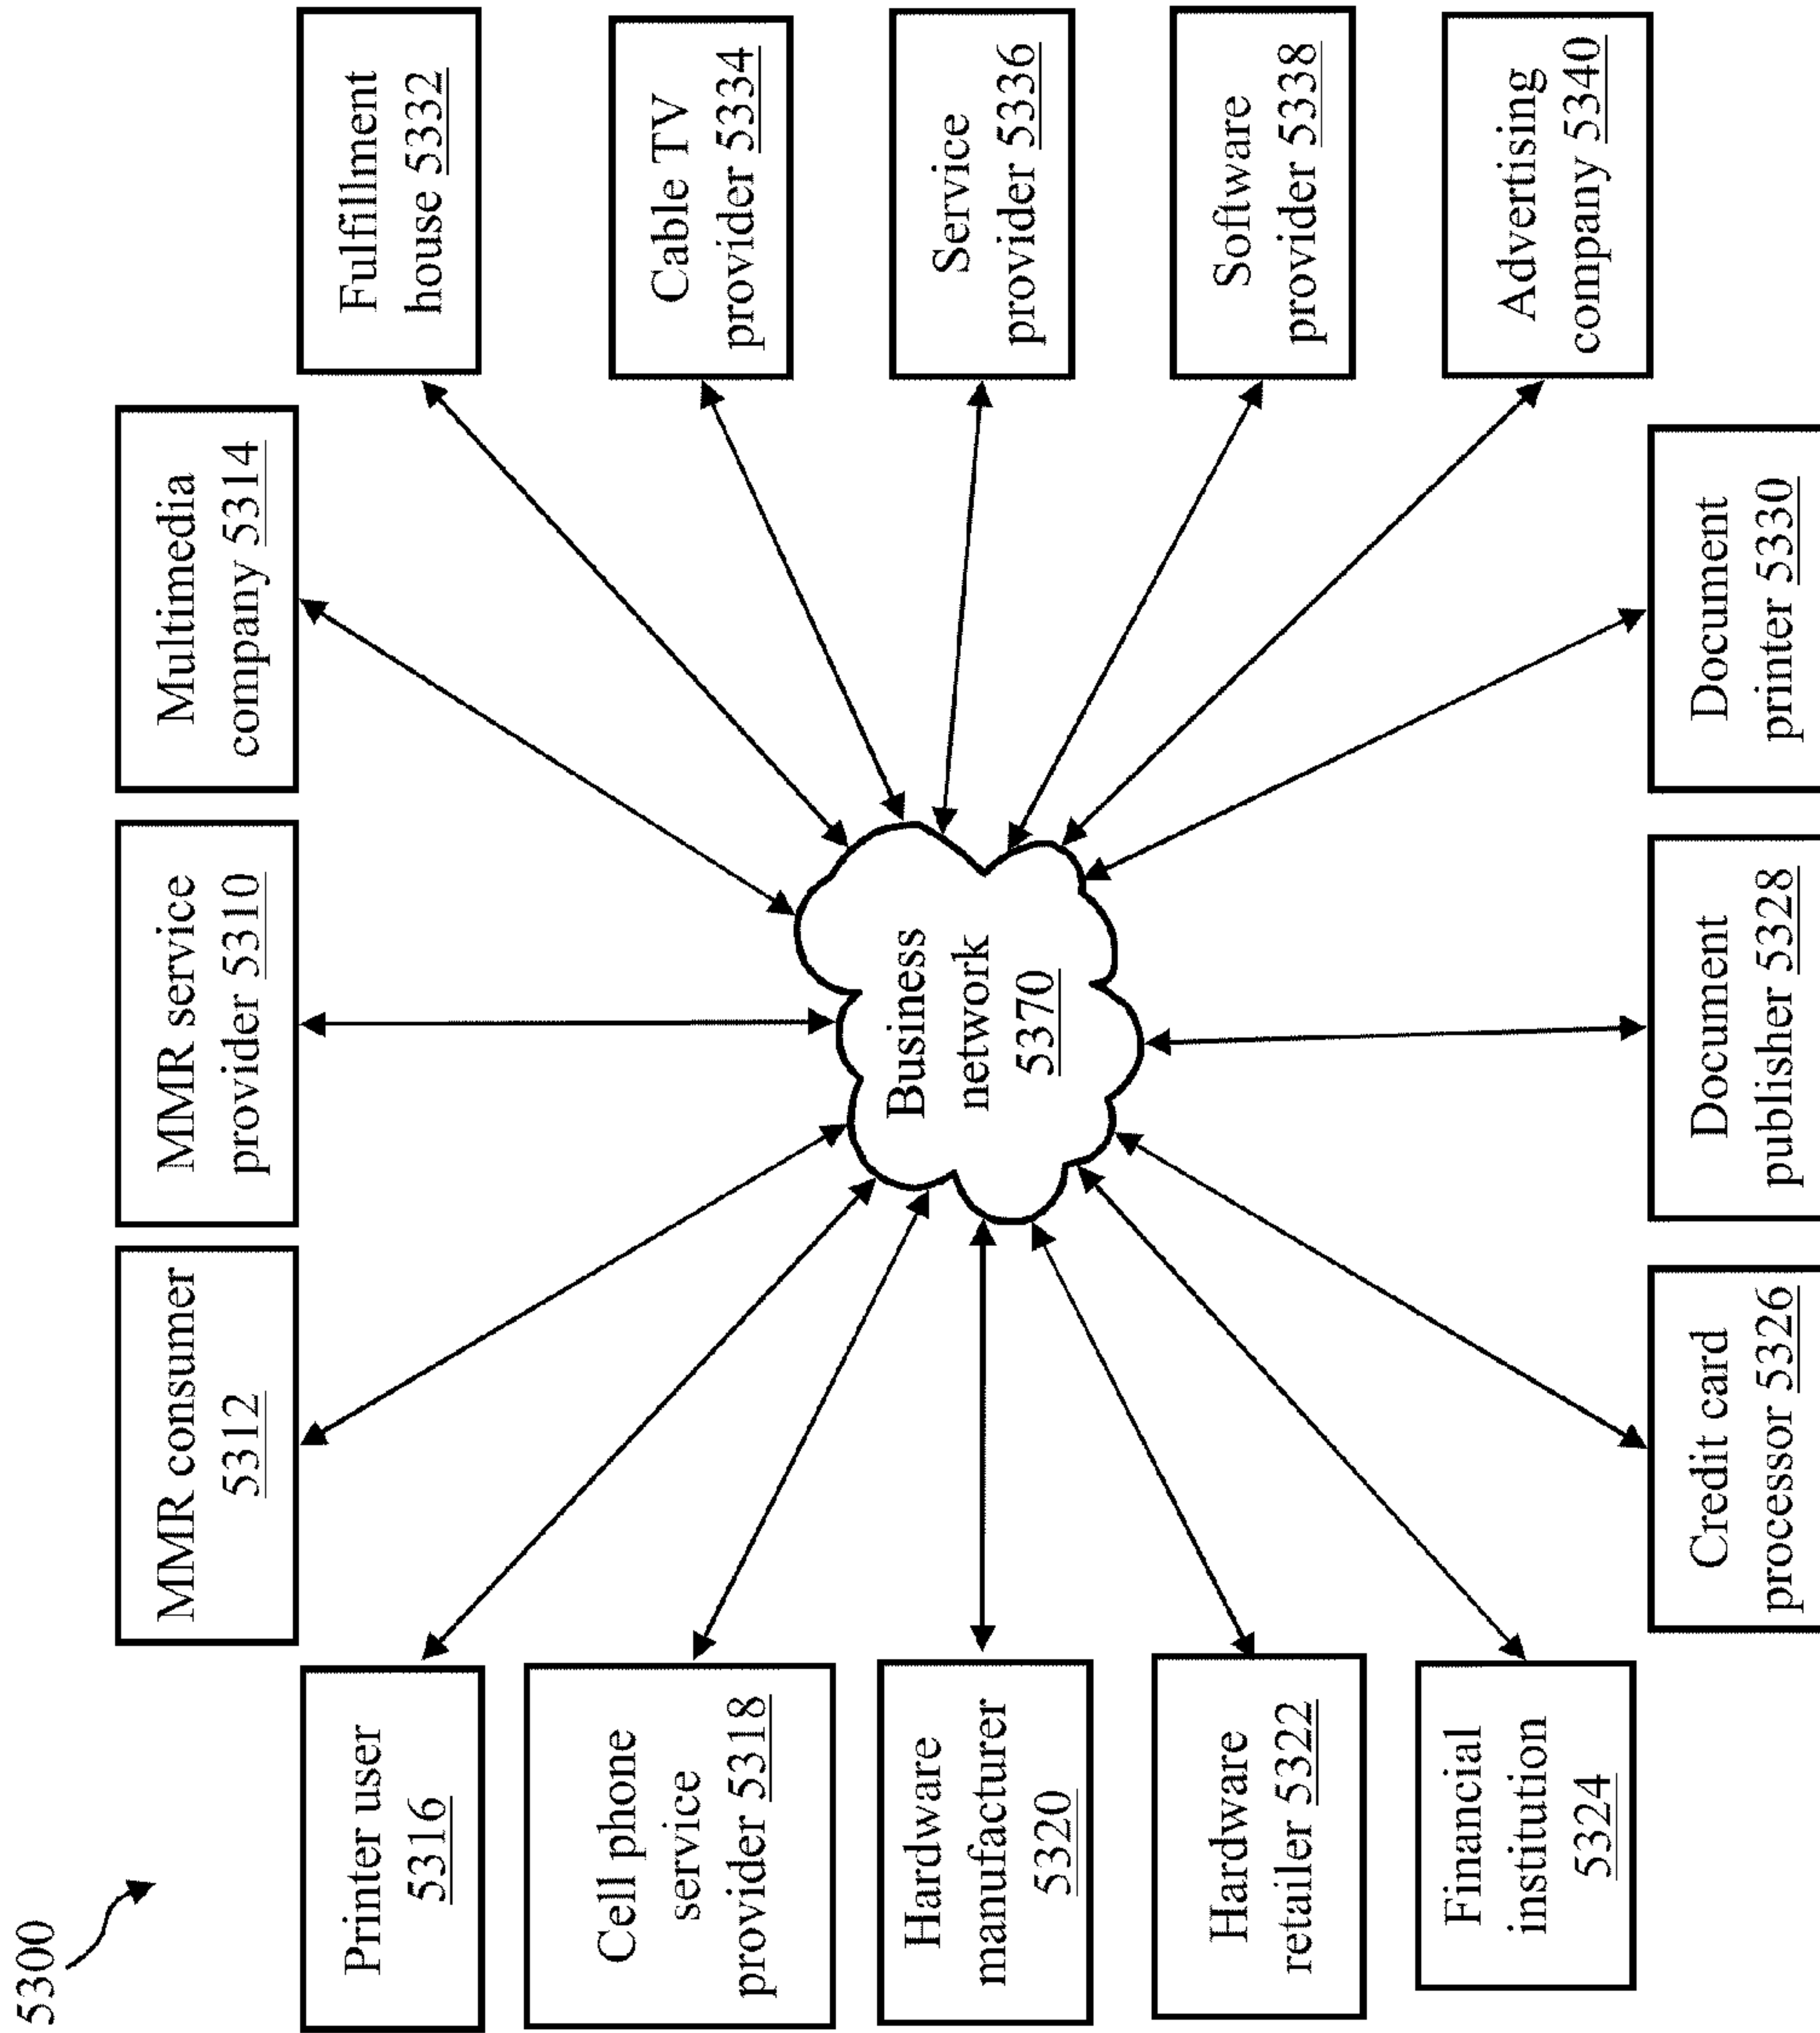 5300
MMR consumer
5312
MMR service
provider 5310
Multimedia
company 5314
Printer user
5316
Cell phone
service
provider 5318
Hardware
manufacturer
5320
Hardware
retailer 5322
Financial
institution
5324
Business
network
5370
Fulfillment
house 5332
Cable TV
provider 5334
Service
provider 5336
Software
provider 5338
Advertising
company 5340
Credit card
processor 5326
Document
publisher 5328
Document
printer 5330